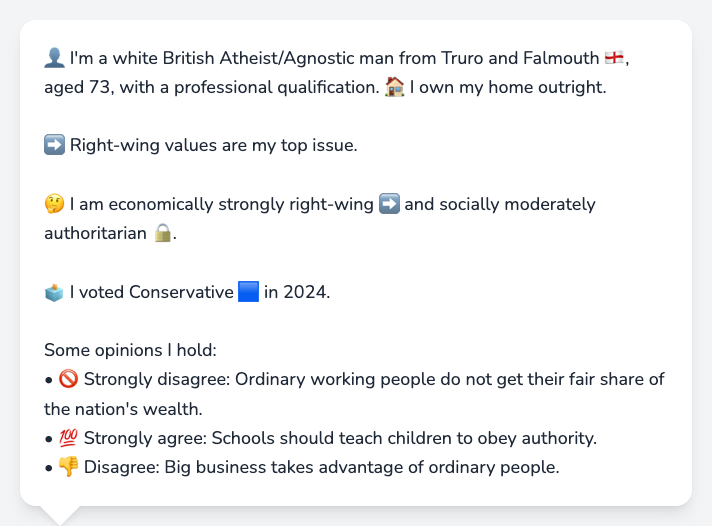 👤 I'm a white British Atheist/Agnostic man from Truro and Falmouth 🏴󠁧󠁢󠁥󠁮󠁧󠁿,
aged 73, with a professional qualification. 🏠 I own my home outright.
➡️ Right-wing values are my top issue.
🤔 I am economically strongly right-wing ➡️ and socially moderately
authoritarian 🔒.
🗳️ I voted Conservative 🟦 in 2024.
Some opinions I hold:
• 🚫 Strongly disagree: Ordinary working people do not get their fair share of
the nation's wealth.
• 💯 Strongly agree: Schools should teach children to obey authority.
• 👎 Disagree: Big business takes advantage of ordinary people.